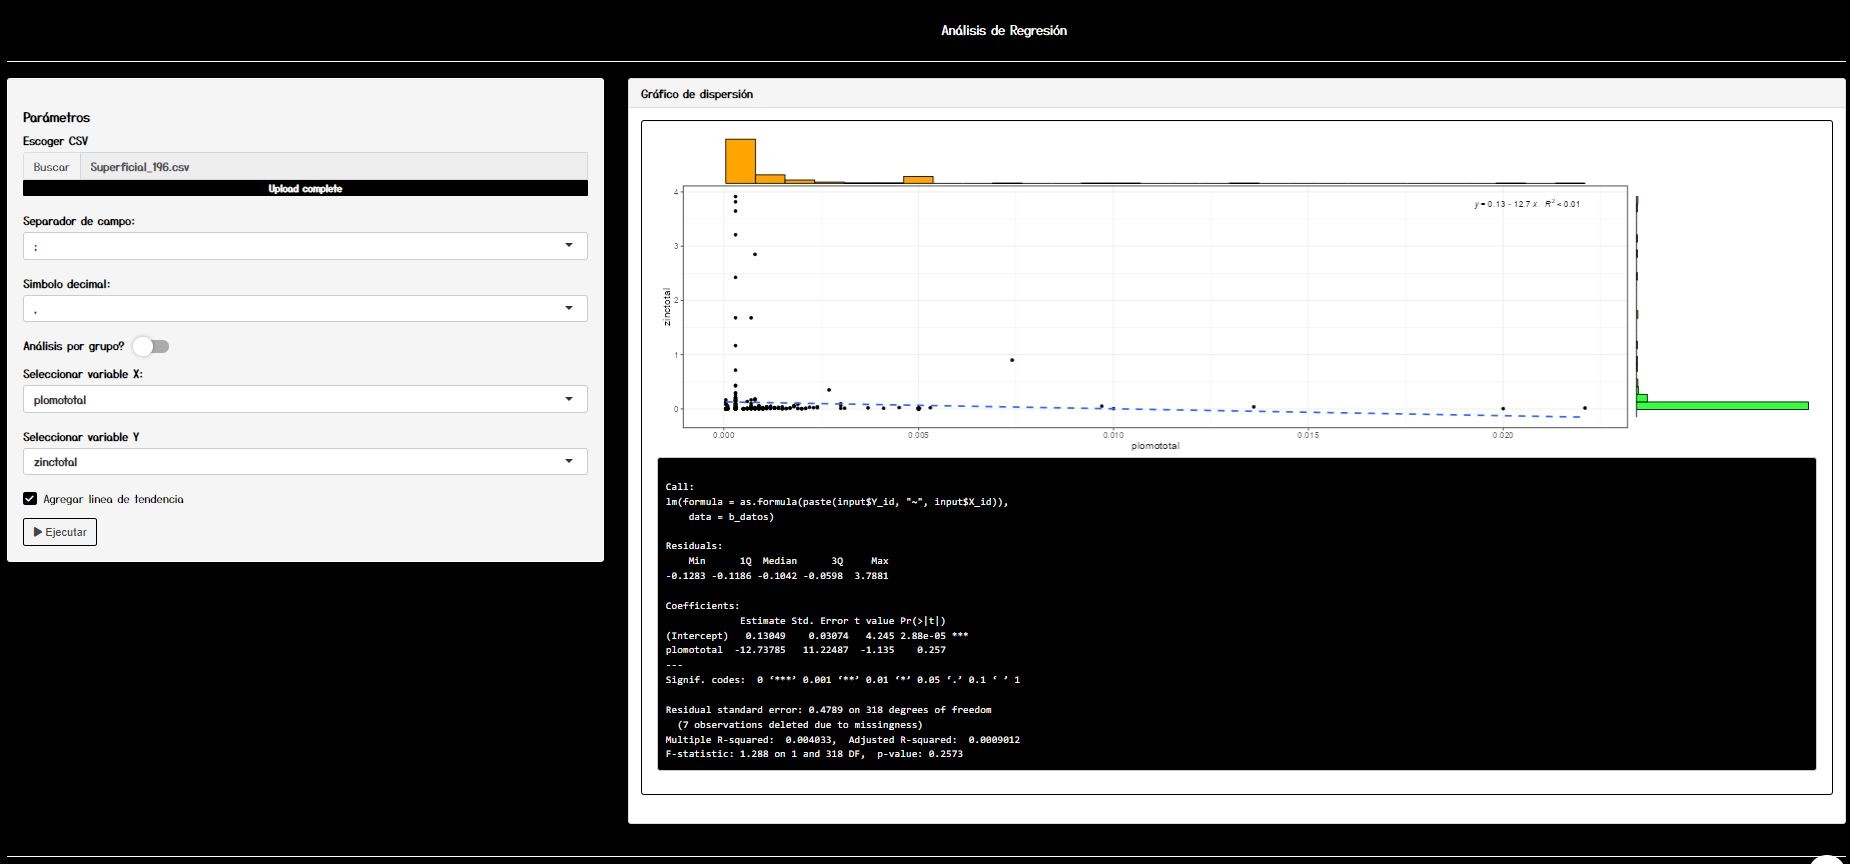 Análisis de Regresión
Parámetros
Escoger CSV
Buscar Superficial_196.csv
Upload complete
Separador de campo:
;
Simbolo decimal:
,
Análisis por grupo?
Seleccionar variable X:
plomototal
Seleccionar variable Y
zinctotal
Agregar linea de tendencia
Ejecutar
Gráfico de dispersión
y = 0.13 − 12.7 x R² < 0.01
4
3
2
1
0
zinctotal
0.000 0.005 0.010 0.015 0.020
plomototal
Call:
lm(formula = as.formula(paste(input$Y_id, "~", input$X_id)),
data = b_datos)
Residuals:
Min 1Q Median 3Q Max
-0.1283 -0.1186 -0.1042 -0.0598 3.7881
Coefficients:
Estimate Std. Error t value Pr(>|t|)
(Intercept) 0.13049 0.03074 4.245 2.88e-05 ***
plomototal -12.73785 11.22487 -1.135 0.257
---
Signif. codes: 0 ‘***’ 0.001 ‘**’ 0.01 ‘*’ 0.05 ‘.’ 0.1 ‘ ’ 1
Residual standard error: 0.4789 on 318 degrees of freedom
(7 observations deleted due to missingness)
Multiple R-squared: 0.004033, Adjusted R-squared: 0.0009012
F-statistic: 1.288 on 1 and 318 DF, p-value: 0.2573